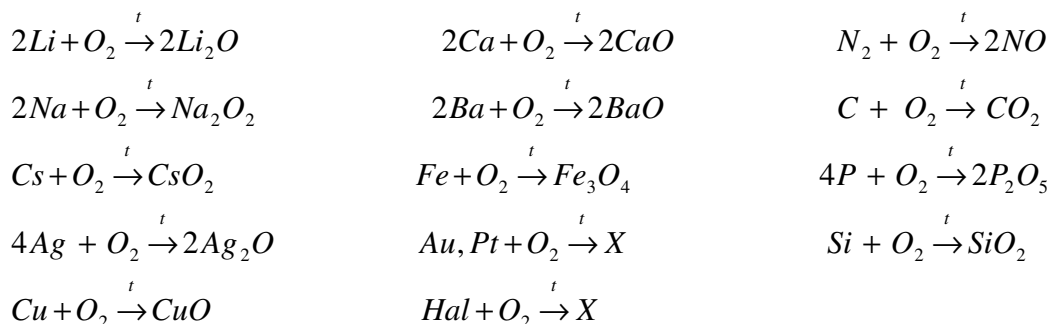 2Li + O₂ →ᵗ 2Li₂O
2Ca + O₂ →ᵗ 2CaO
N₂ + O₂ →ᵗ 2NO
2Na + O₂ →ᵗ Na₂O₂
2Ba + O₂ →ᵗ 2BaO
C + O₂ →ᵗ CO₂
Cs + O₂ →ᵗ CsO₂
Fe + O₂ →ᵗ Fe₃O₄
4P + O₂ →ᵗ 2P₂O₅
4Ag + O₂ →ᵗ 2Ag₂O
Au, Pt + O₂ →ᵗ X
Si + O₂ →ᵗ SiO₂
Cu + O₂ →ᵗ CuO
Hal + O₂ →ᵗ X